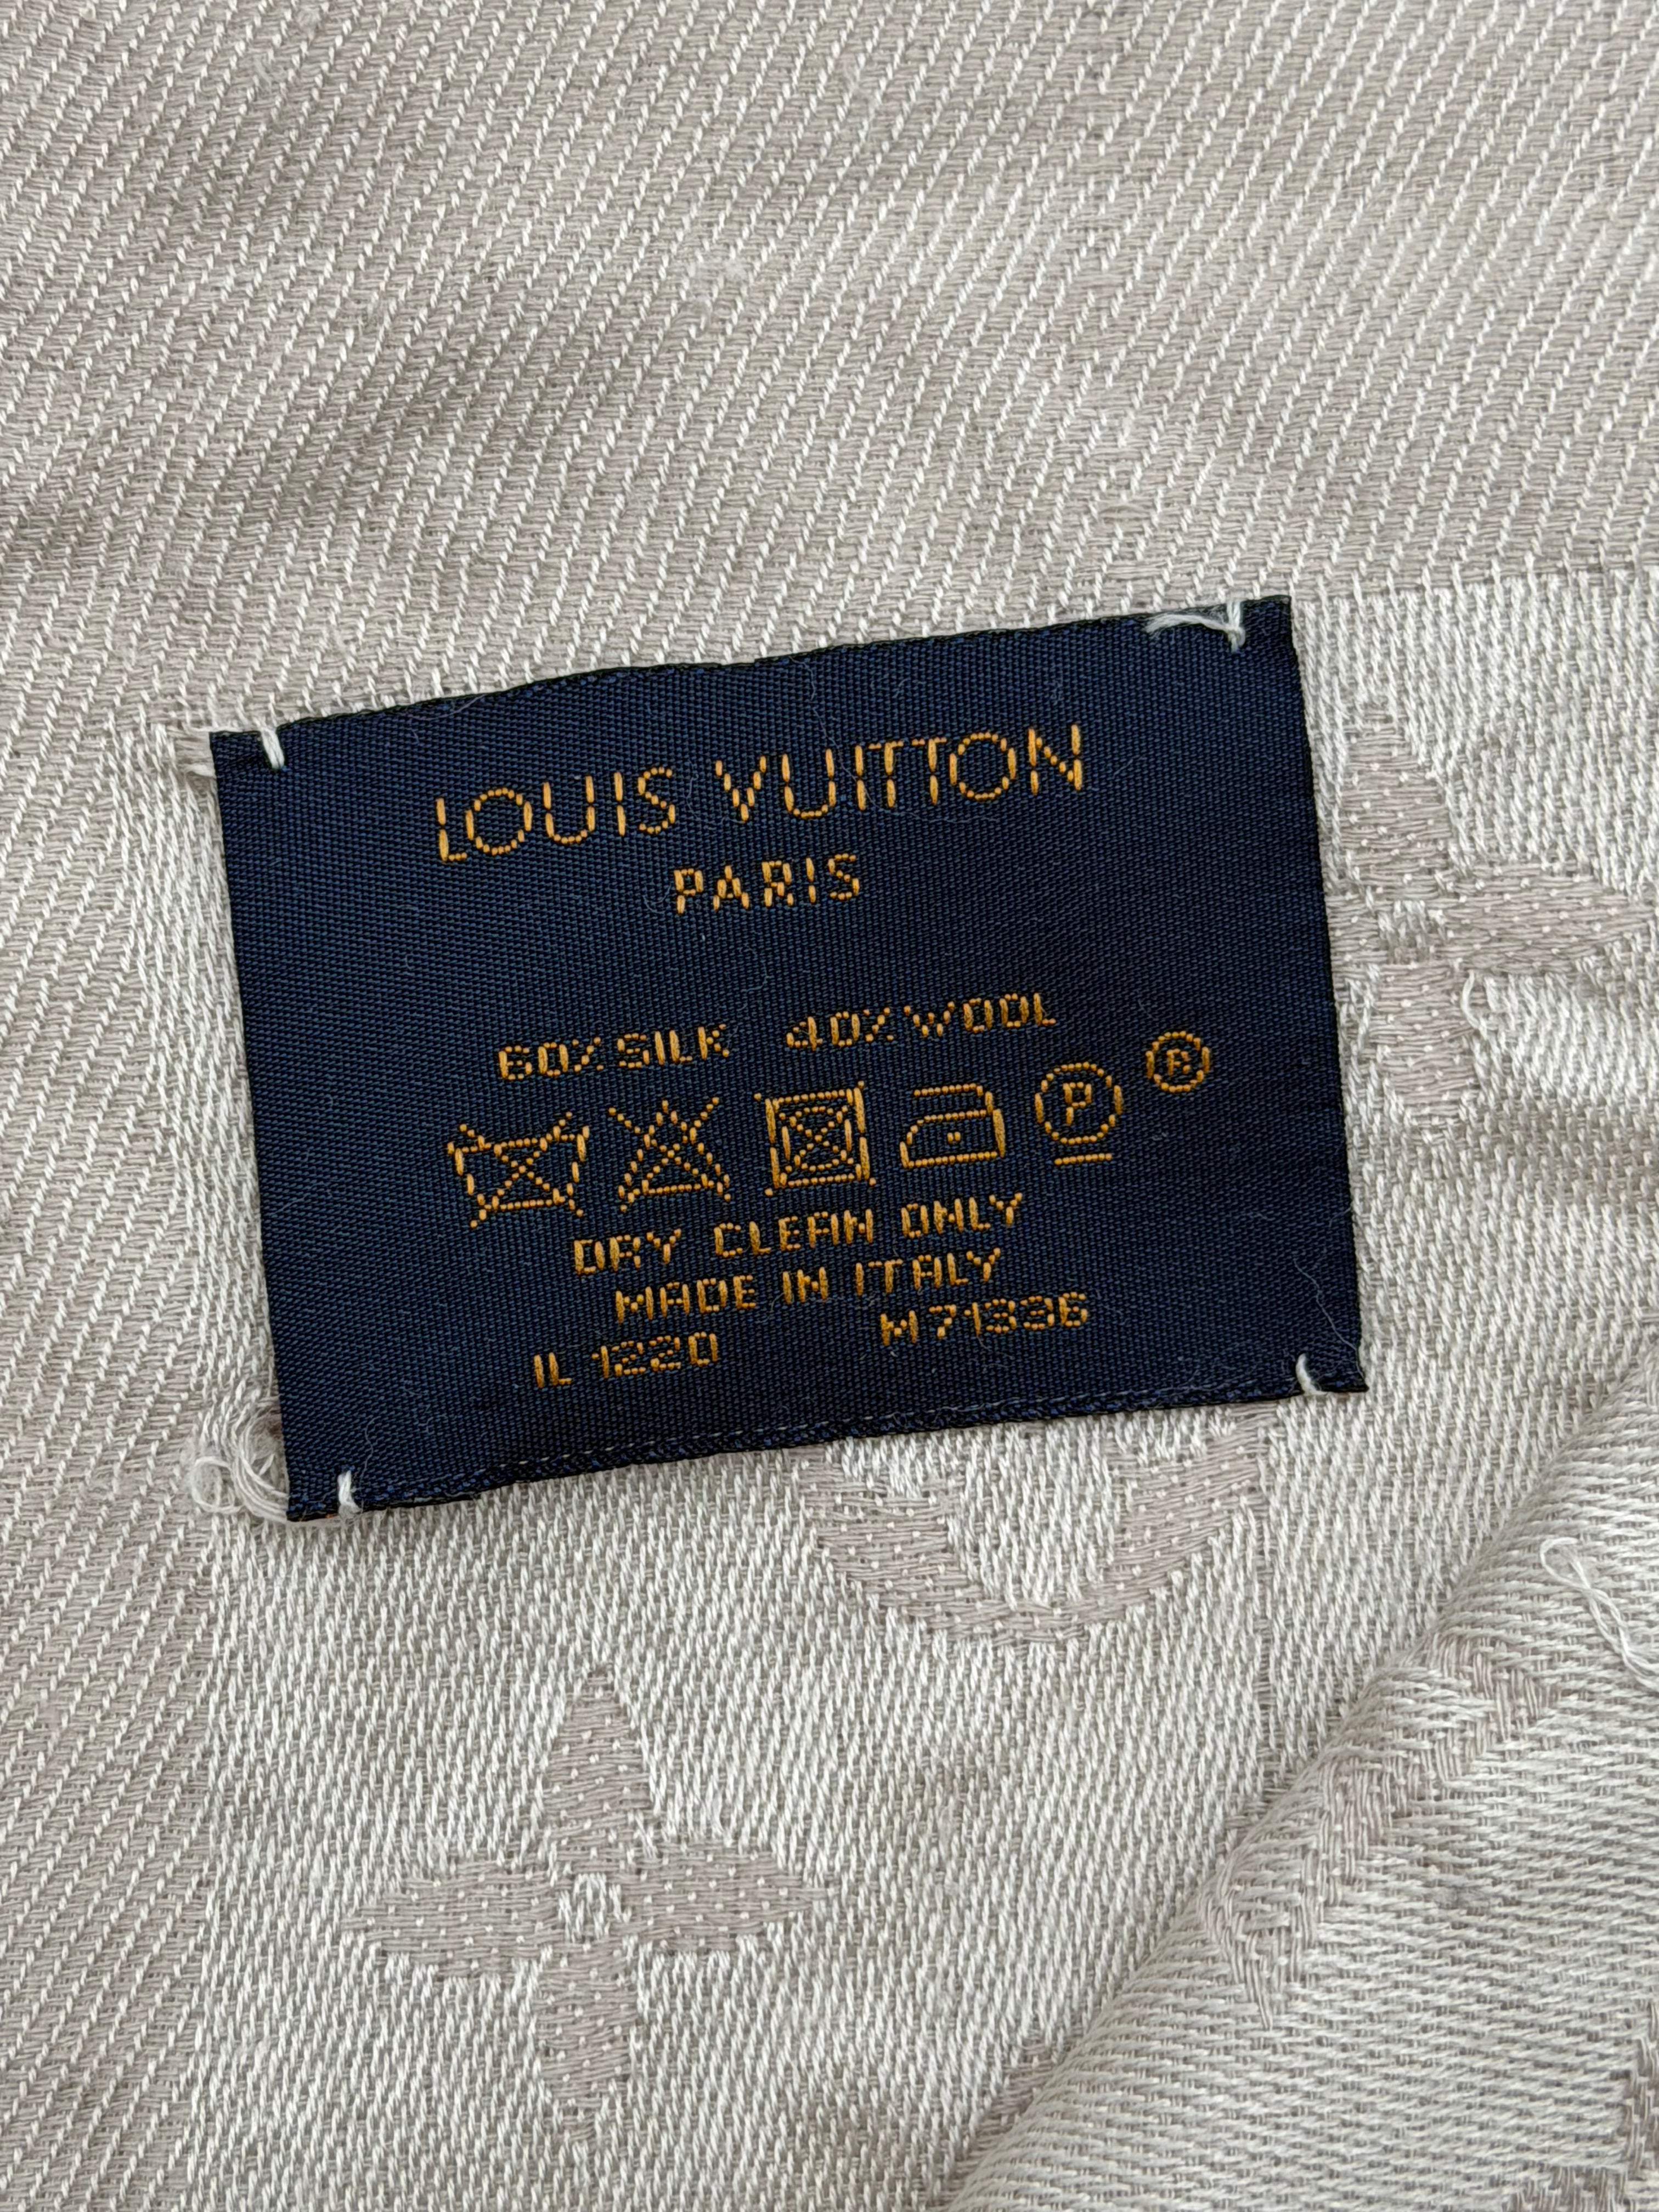 LOUIS VUITTON
PARIS
60% SILK 40% WOOL
P ®
DRY CLEAN ONLY
MADE IN ITALY
IL 1220 M71336